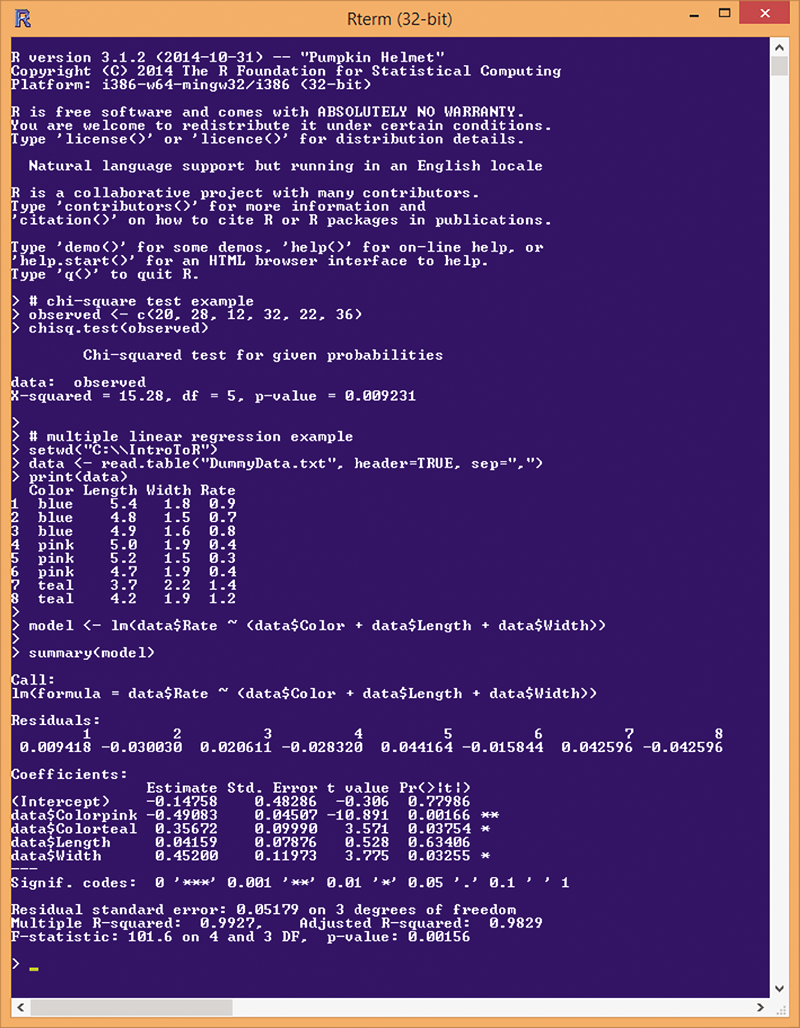 Rterm (32-bit)
R version 3.1.2 (2014-10-31) -- "Pumpkin Helmet"
Copyright (C) 2014 The R Foundation for Statistical Computing
Platform: i386-w64-mingw32/i386 (32-bit)
R is free software and comes with ABSOLUTELY NO WARRANTY.
You are welcome to redistribute it under certain conditions.
Type 'license()' or 'licence()' for distribution details.
  Natural language support but running in an English locale
R is a collaborative project with many contributors.
Type 'contributors()' for more information and
'citation()' on how to cite R or R packages in publications.
Type 'demo()' for some demos, 'help()' for on-line help, or
'help.start()' for an HTML browser interface to help.
Type 'q()' to quit R.
> # chi-square test example
> observed <- c(20, 28, 12, 32, 22, 36)
> chisq.test(observed)
        Chi-squared test for given probabilities
data:  observed
X-squared = 15.28, df = 5, p-value = 0.009231
>
> # multiple linear regression example
> setwd("C:\\IntroToR")
> data <- read.table("DummyData.txt", header=TRUE, sep=",")
> print(data)
  Color Length Width Rate
1  blue    5.4   1.8  0.9
2  blue    4.8   1.5  0.7
3  blue    4.9   1.6  0.8
4  pink    5.0   1.9  0.4
5  pink    5.2   1.5  0.3
6  pink    4.7   1.9  0.4
7  teal    3.7   2.2  1.4
8  teal    4.2   1.9  1.2
>
> model <- lm(data$Rate ~ (data$Color + data$Length + data$Width))
>
> summary(model)
Call:
lm(formula = data$Rate ~ (data$Color + data$Length + data$Width))
Residuals:
        1         2         3         4         5         6         7         8
 0.009418 -0.030030  0.020611 -0.028320  0.044164 -0.015844  0.042596 -0.042596
Coefficients:
               Estimate Std. Error t value Pr(>¦t¦)
(Intercept)    -0.14758    0.48286  -0.306  0.77986
data$Colorpink -0.49083    0.04507 -10.891  0.00166 **
data$Colorteal  0.35672    0.09990   3.571  0.03754 *
data$Length     0.04159    0.07876   0.528  0.63406
data$Width      0.45200    0.11973   3.775  0.03255 *
---
Signif. codes:  0 '***' 0.001 '**' 0.01 '*' 0.05 '.' 0.1 ' ' 1
Residual standard error: 0.05179 on 3 degrees of freedom
Multiple R-squared:  0.9927,    Adjusted R-squared:  0.9829
F-statistic: 101.6 on 4 and 3 DF,  p-value: 0.00156
>